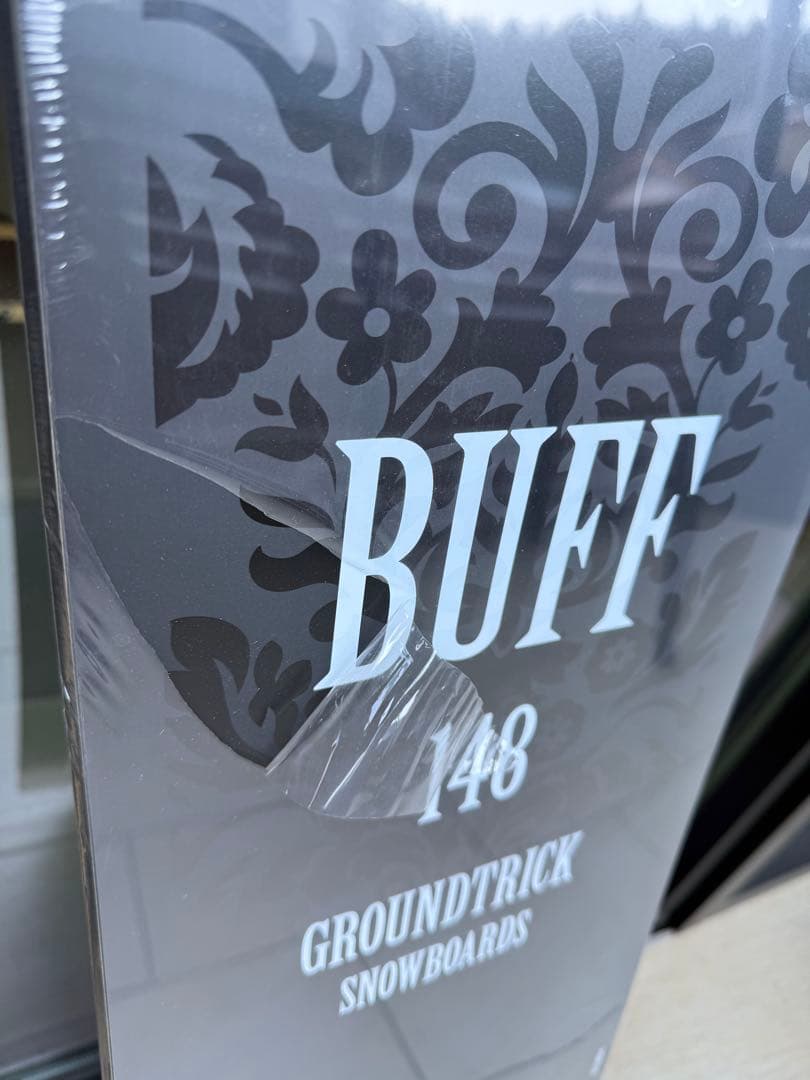 BUFF
148
GROUNDTRICK
SNOWBOARDS